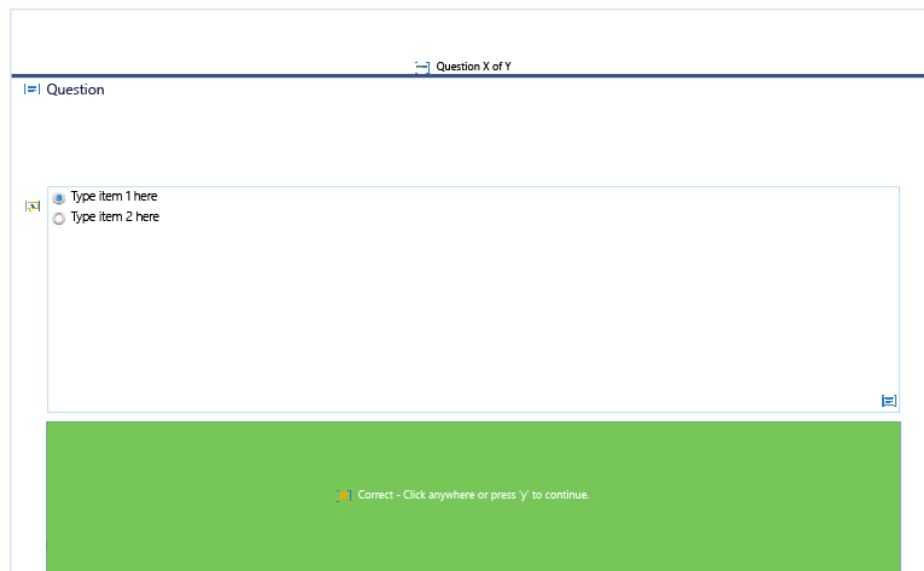 Question X of Y
Question
Type item 1 here
Type item 2 here
Correct - Click anywhere or press 'y' to continue.